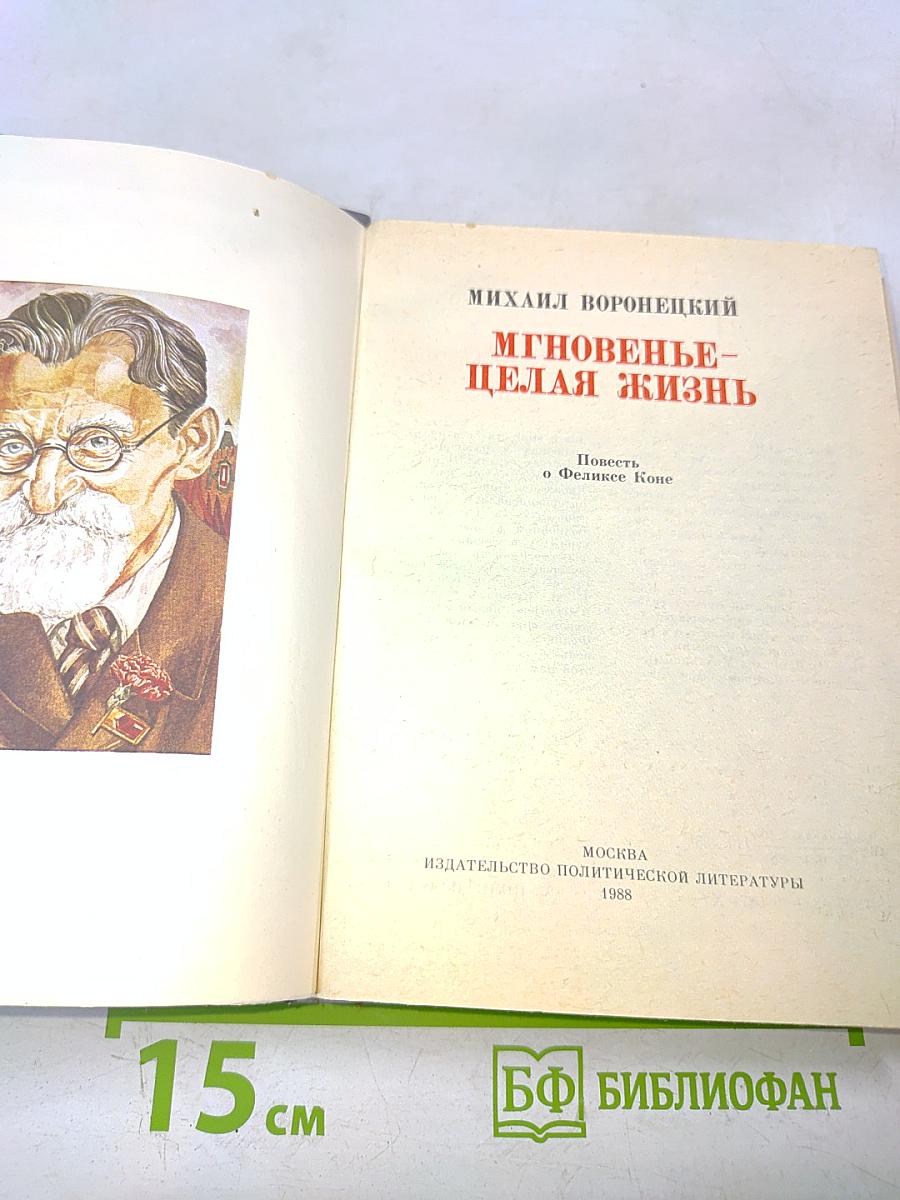 МИХАИЛ ВОРОНЕЦКИЙ
МГНОВЕНЬЕ–
ЦЕЛАЯ ЖИЗНЬ
Повесть
о Феликсе Коне
МОСКВА
ИЗДАТЕЛЬСТВО ПОЛИТИЧЕСКОЙ ЛИТЕРАТУРЫ
1988
15 см
БФ БИБЛИОФАН